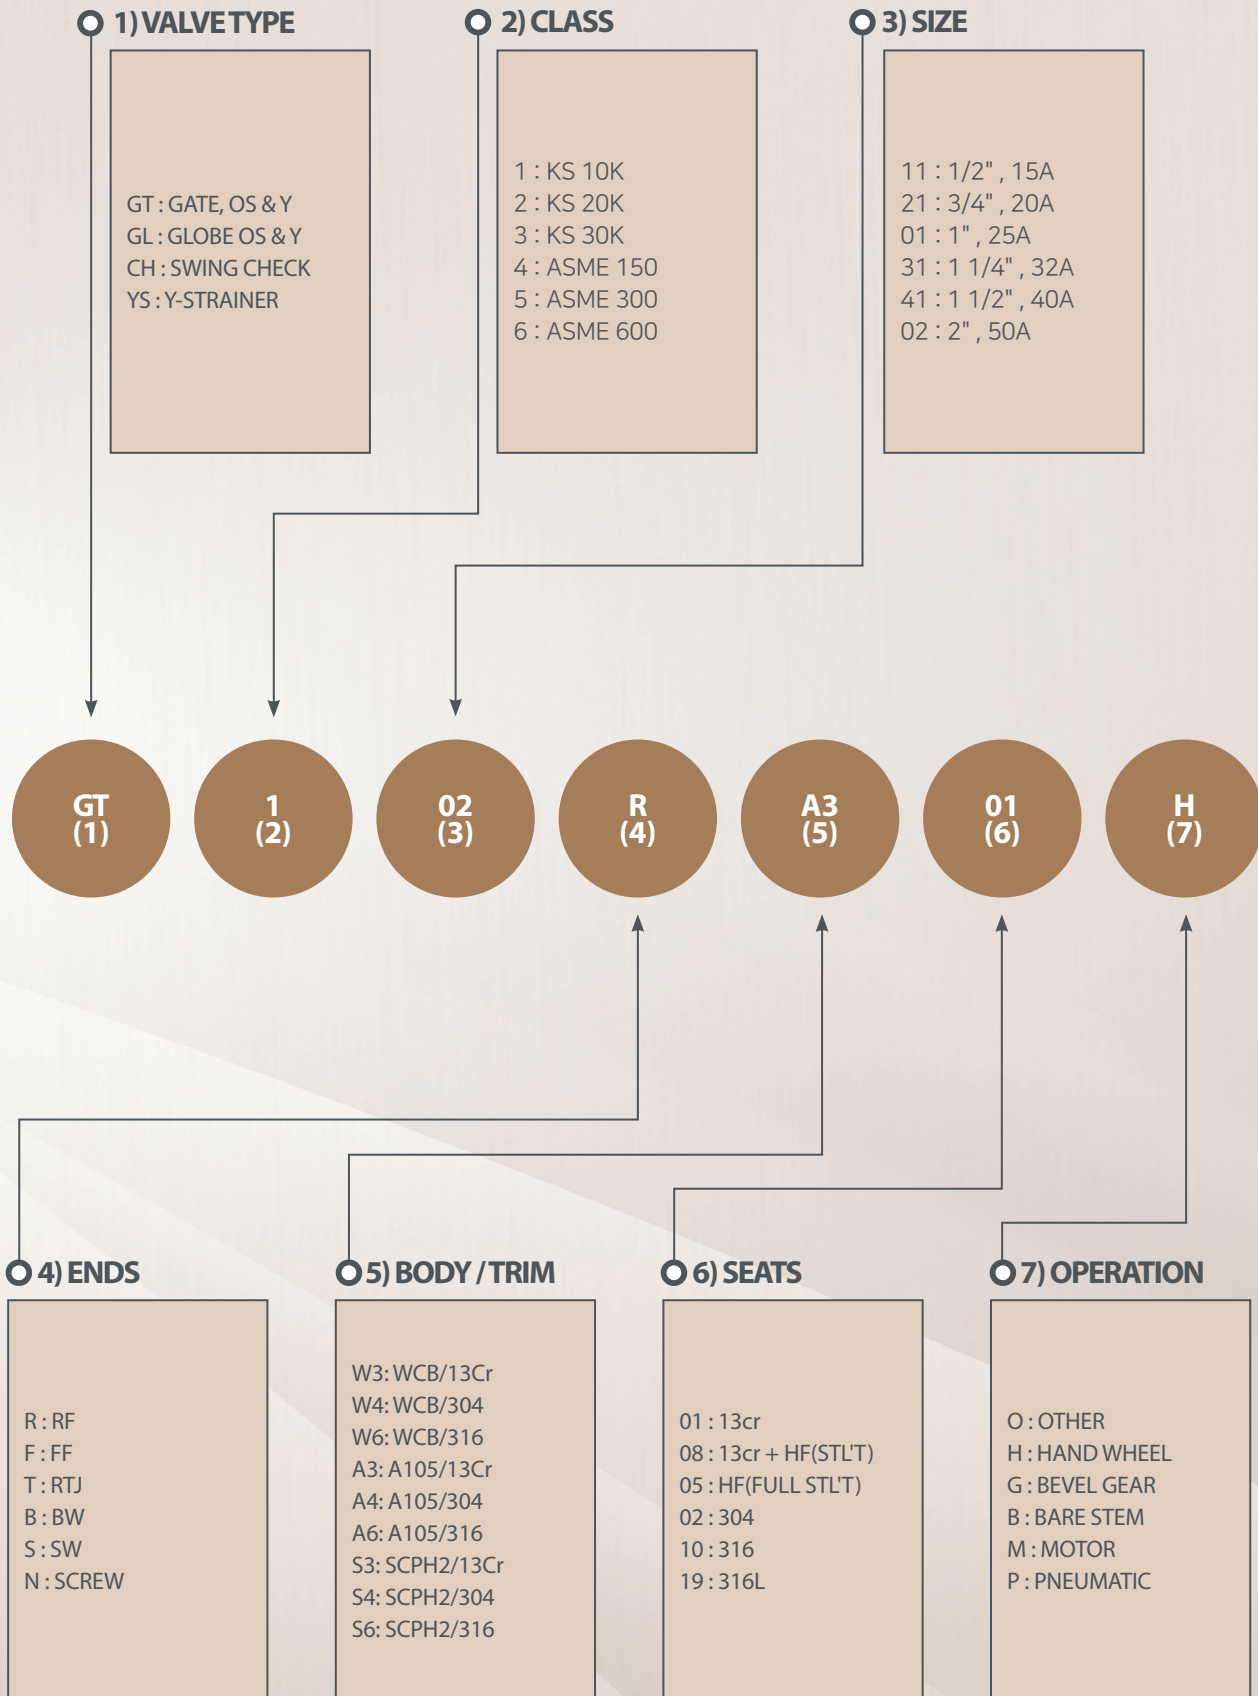 1) VALVE TYPE
GT : GATE, OS & Y
GL : GLOBE OS & Y
CH : SWING CHECK
YS : Y-STRAINER
2) CLASS
1 : KS 10K
2 : KS 20K
3 : KS 30K
4 : ASME 150
5 : ASME 300
6 : ASME 600
3) SIZE
11 : 1/2" , 15A
21 : 3/4" , 20A
01 : 1" , 25A
31 : 1 1/4" , 32A
41 : 1 1/2" , 40A
02 : 2" , 50A
GT
(1)
1
(2)
02
(3)
R
(4)
A3
(5)
01
(6)
H
(7)
4) ENDS
R : RF
F : FF
T : RTJ
B : BW
S : SW
N : SCREW
5) BODY / TRIM
W3: WCB/13Cr
W4: WCB/304
W6: WCB/316
A3: A105/13Cr
A4: A105/304
A6: A105/316
S3: SCPH2/13Cr
S4: SCPH2/304
S6: SCPH2/316
6) SEATS
01 : 13cr
08 : 13cr + HF(STL'T)
05 : HF(FULL STL'T)
02 : 304
10 : 316
19 : 316L
7) OPERATION
O : OTHER
H : HAND WHEEL
G : BEVEL GEAR
B : BARE STEM
M : MOTOR
P : PNEUMATIC